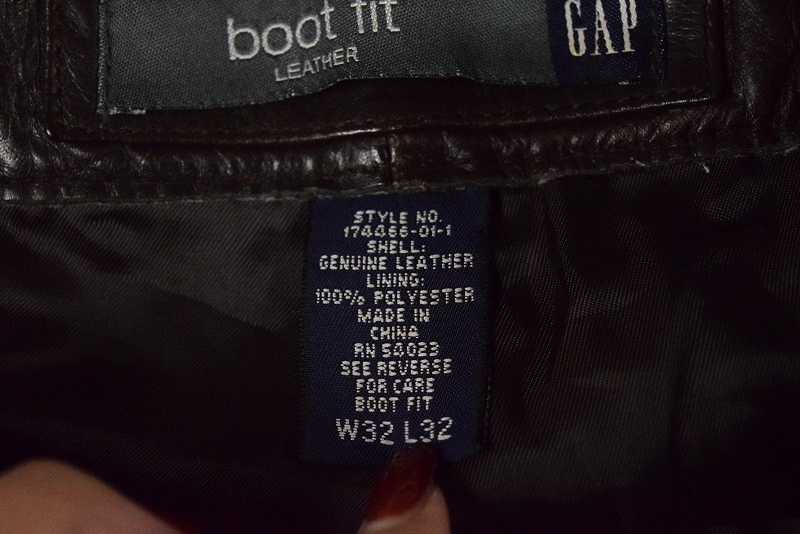 boot fit
LEATHER
GAP
STYLE NO.
174466-01-1
SHELL:
GENUINE LEATHER
LINING:
100% POLYESTER
MADE IN
CHINA
RN 54023
SEE REVERSE
FOR CARE
BOOT FIT
W32 L32